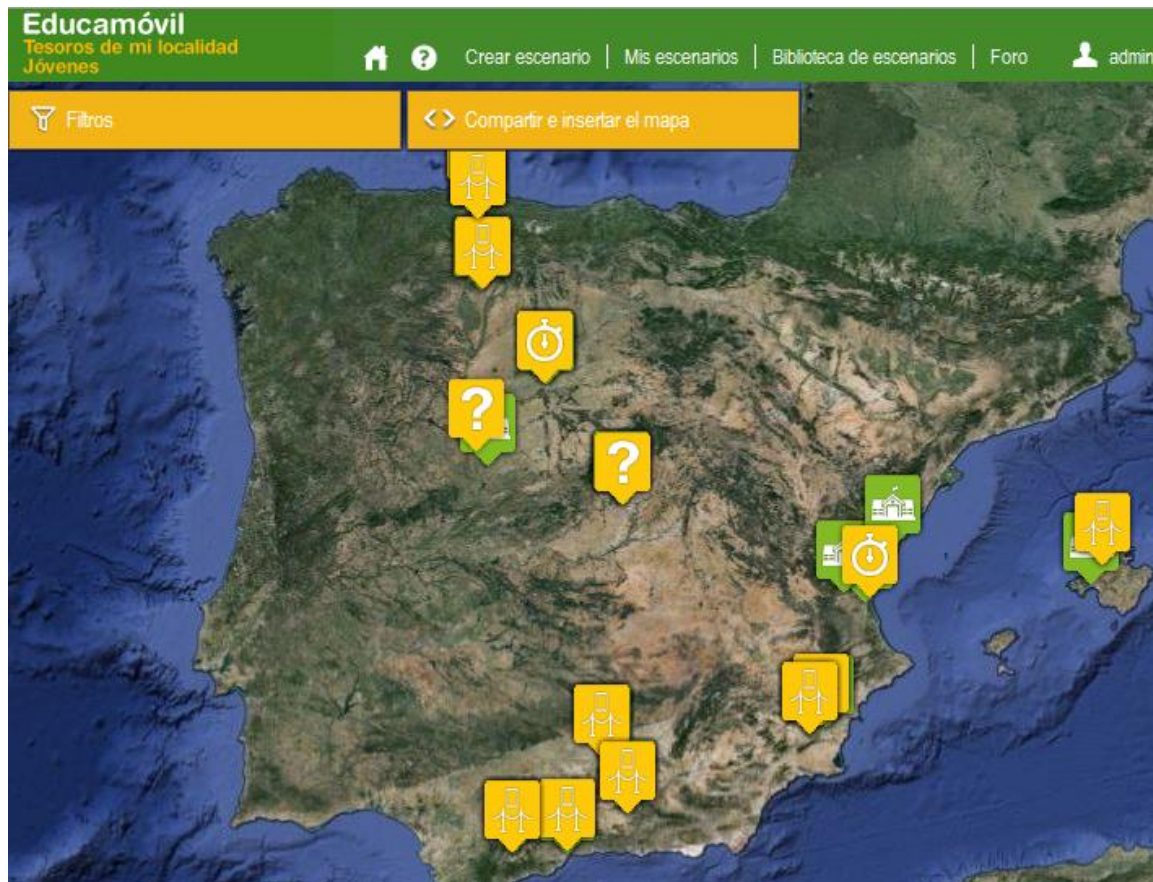 Educamóvil
Tesoros de mi localidad
Jóvenes
Crear escenario | Mis escenarios | Biblioteca de escenarios | Foro admin
Filtros
<> Compartir e insertar el mapa